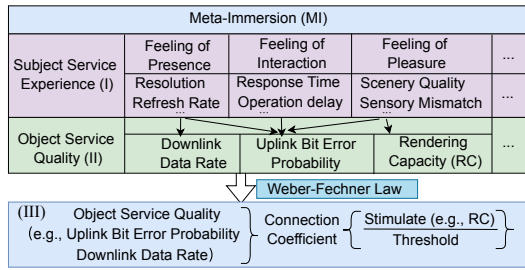 Meta-Immersion (MI)
Subject Service
Experience (I)
Feeling of
Presence
Feeling of
Interaction
Feeling of
Pleasure
...
Resolution
Refresh Rate
...
Response Time
Operation delay
...
Scenery Quality
Sensory Mismatch
...
...
Object Service
Quality (II)
Downlink
Data Rate
Uplink Bit Error
Probability
Rendering
Capacity (RC)
...
Weber-Fechner Law
(III) Object Service Quality
(e.g., Uplink Bit Error Probability
Downlink Data Rate)
Connection
Coefficient
Stimulate (e.g., RC)
Threshold